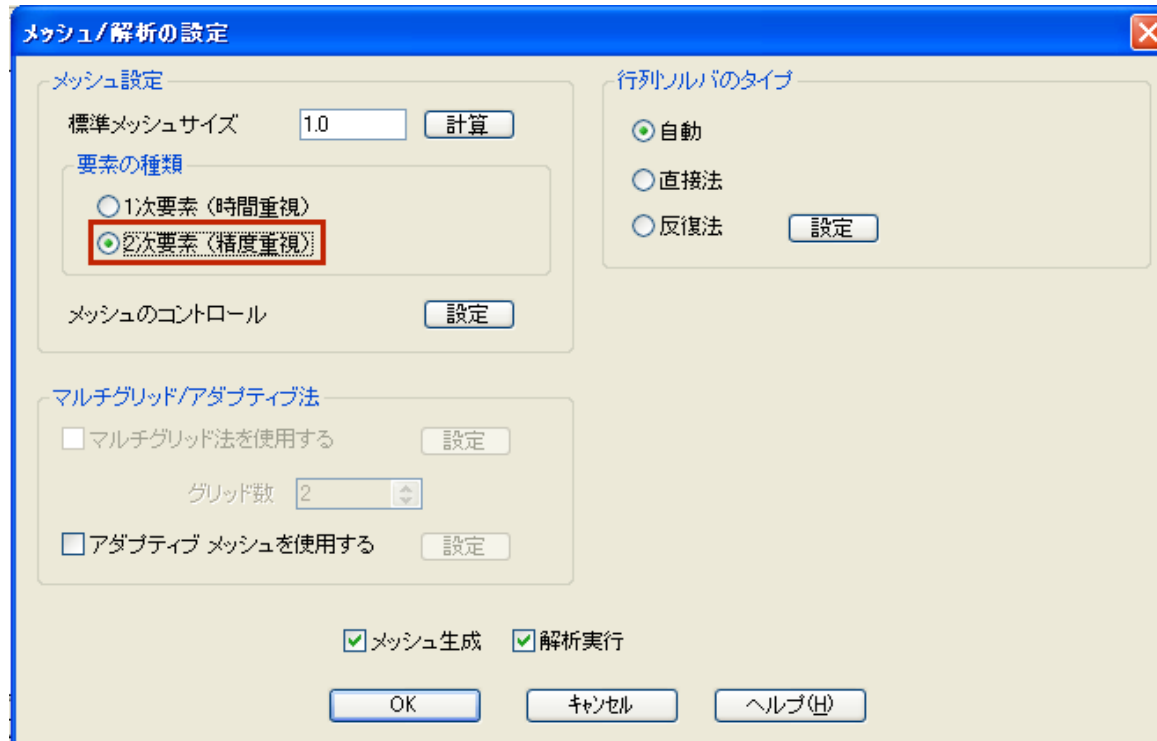 メッシュ/解析の設定
メッシュ設定
標準メッシュサイズ 1.0 計算
要素の種類
1次要素（時間重視）
2次要素（精度重視）
メッシュのコントロール 設定
行列ソルバのタイプ
自動
直接法
反復法 設定
マルチグリッド/アダプティブ法
マルチグリッド法を使用する 設定
グリッド数 2
アダプティブ メッシュを使用する 設定
メッシュ生成 解析実行
OK キャンセル ヘルプ(H)